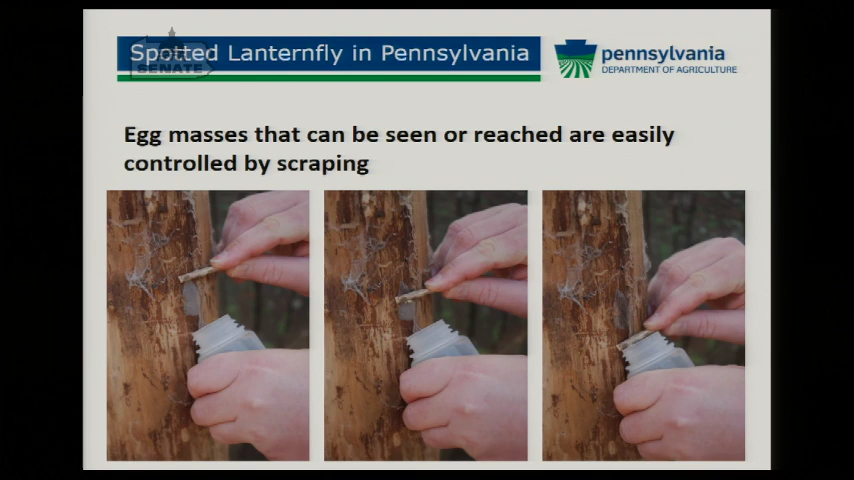 Spotted Lanternfly in Pennsylvania
SENATE
pennsylvania
DEPARTMENT OF AGRICULTURE
Egg masses that can be seen or reached are easily
controlled by scraping